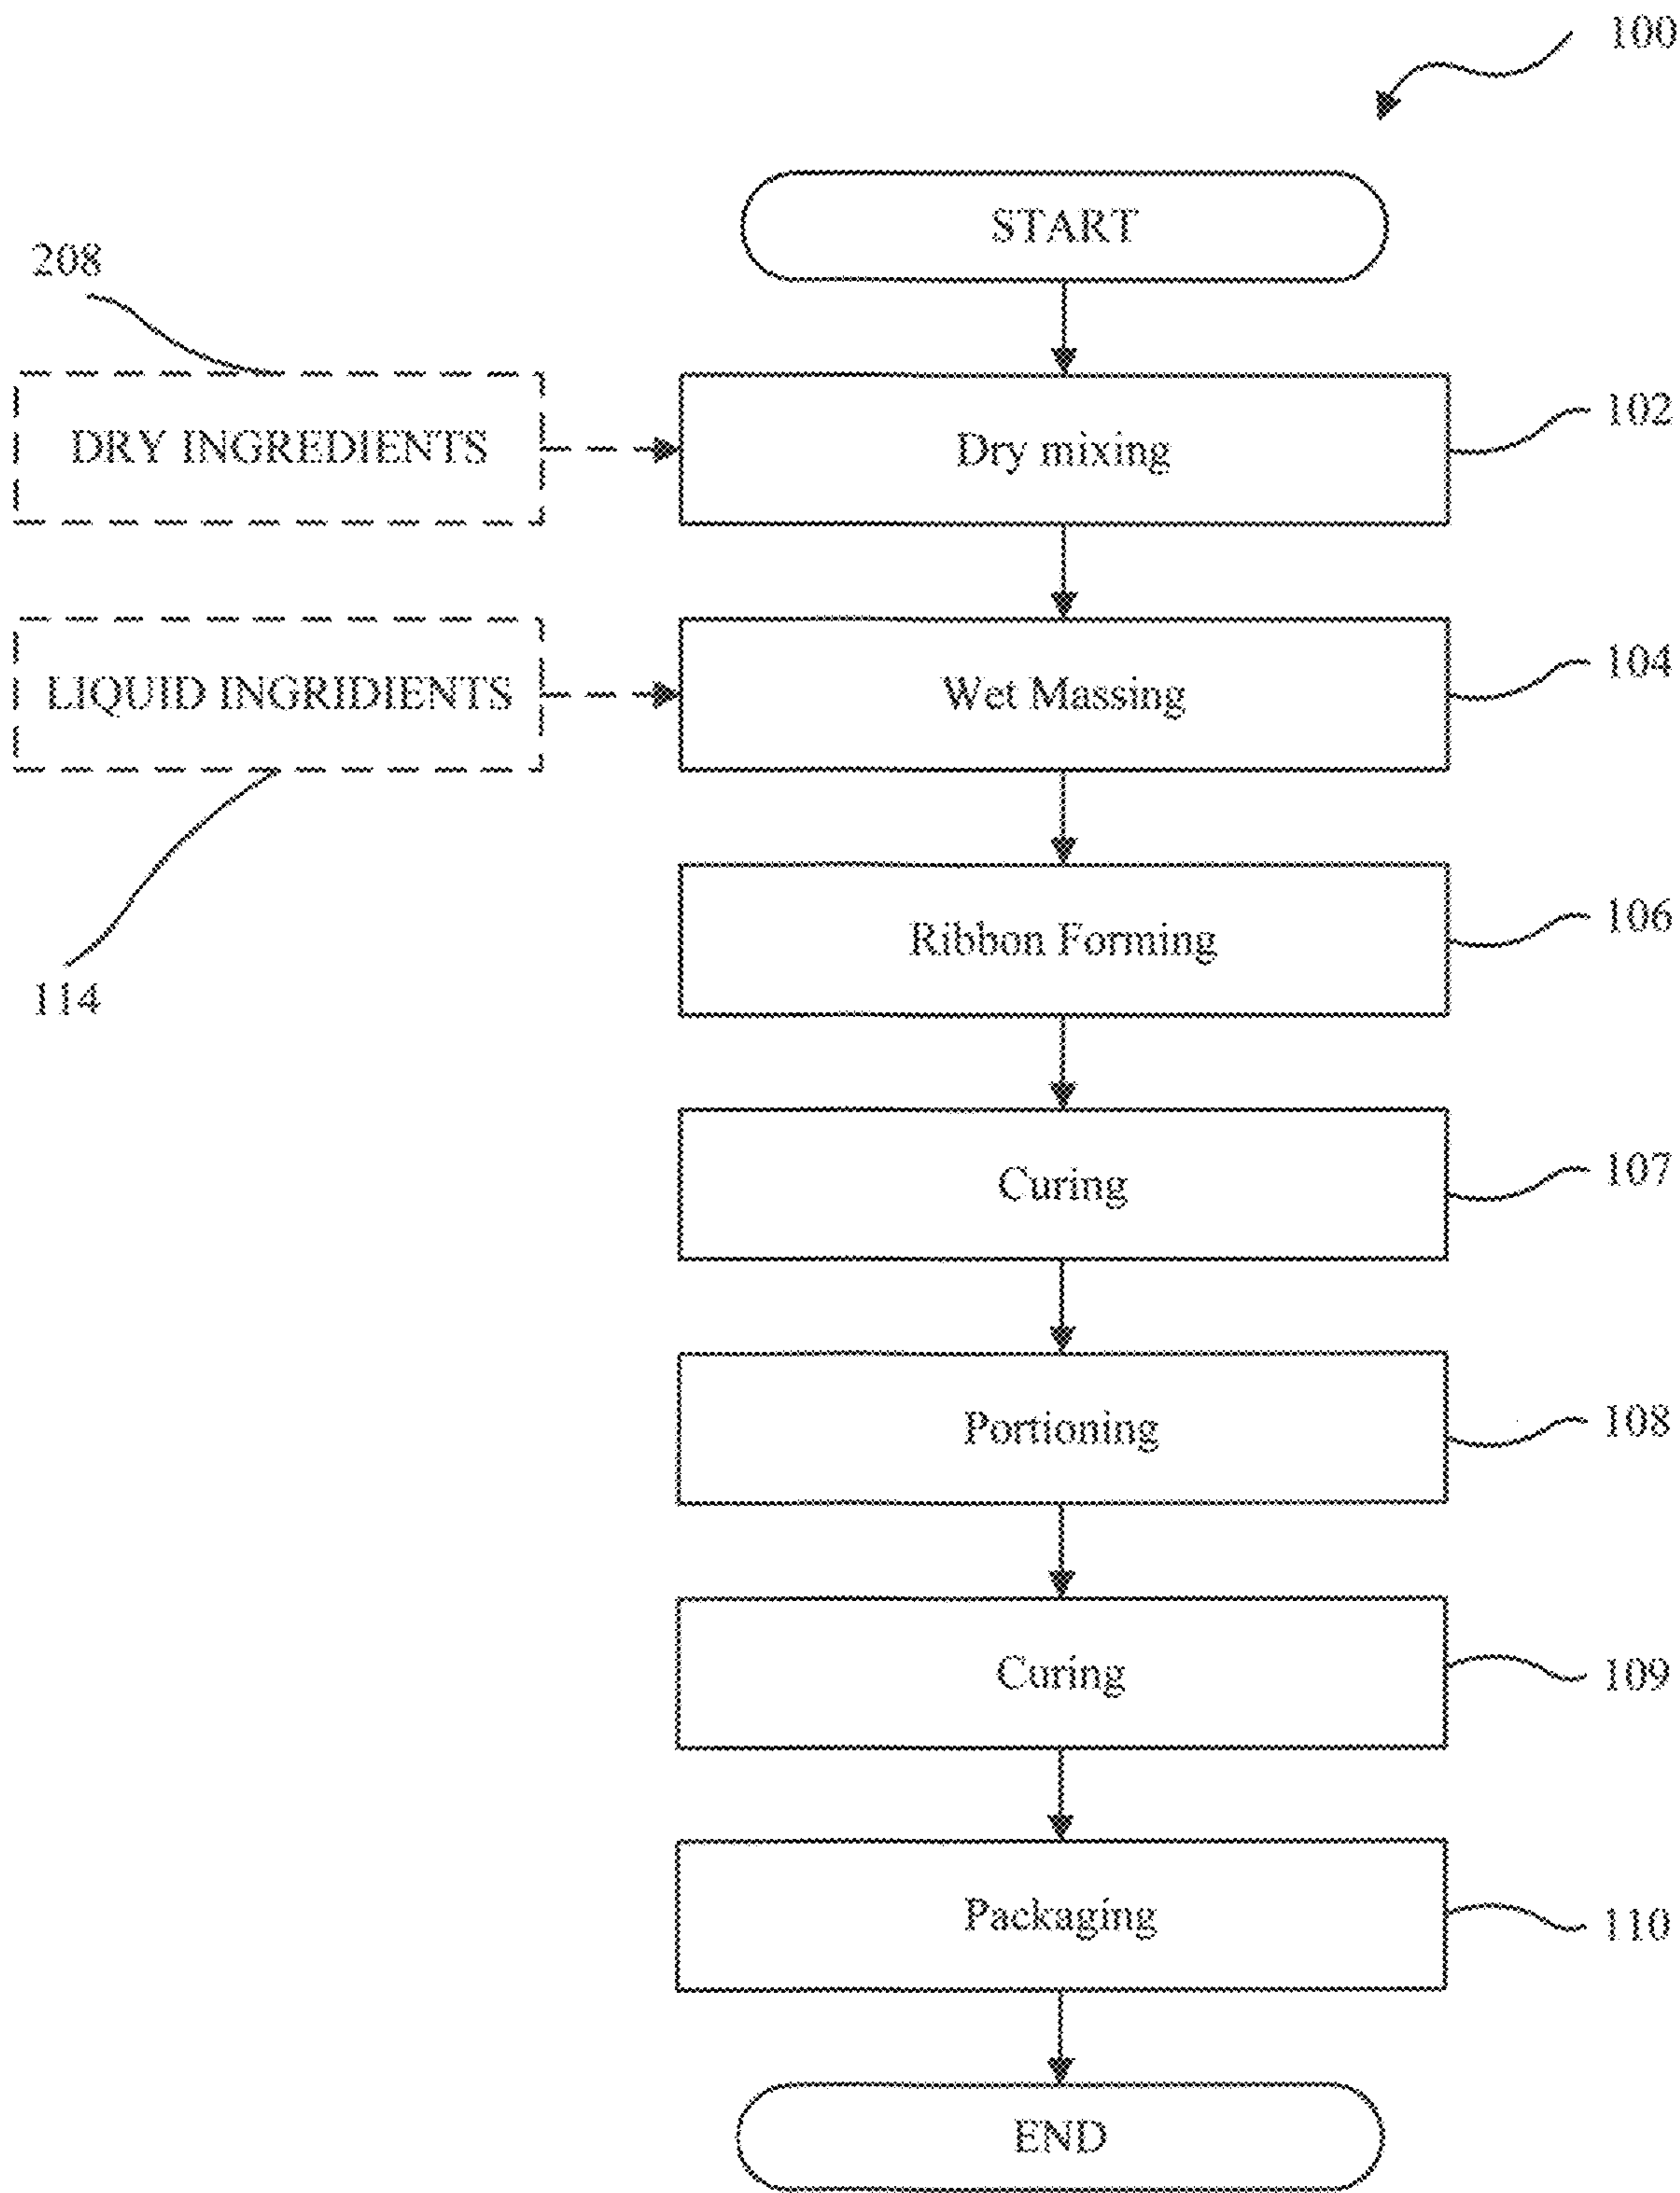 100
START
208
DRY INGREDIENTS
Dry mixing
102
LIQUID INGRIDIENTS
Wet Massing
104
Ribbon Forming
106
114
Curing
107
Portioning
108
Curing
109
Packaging
110
END